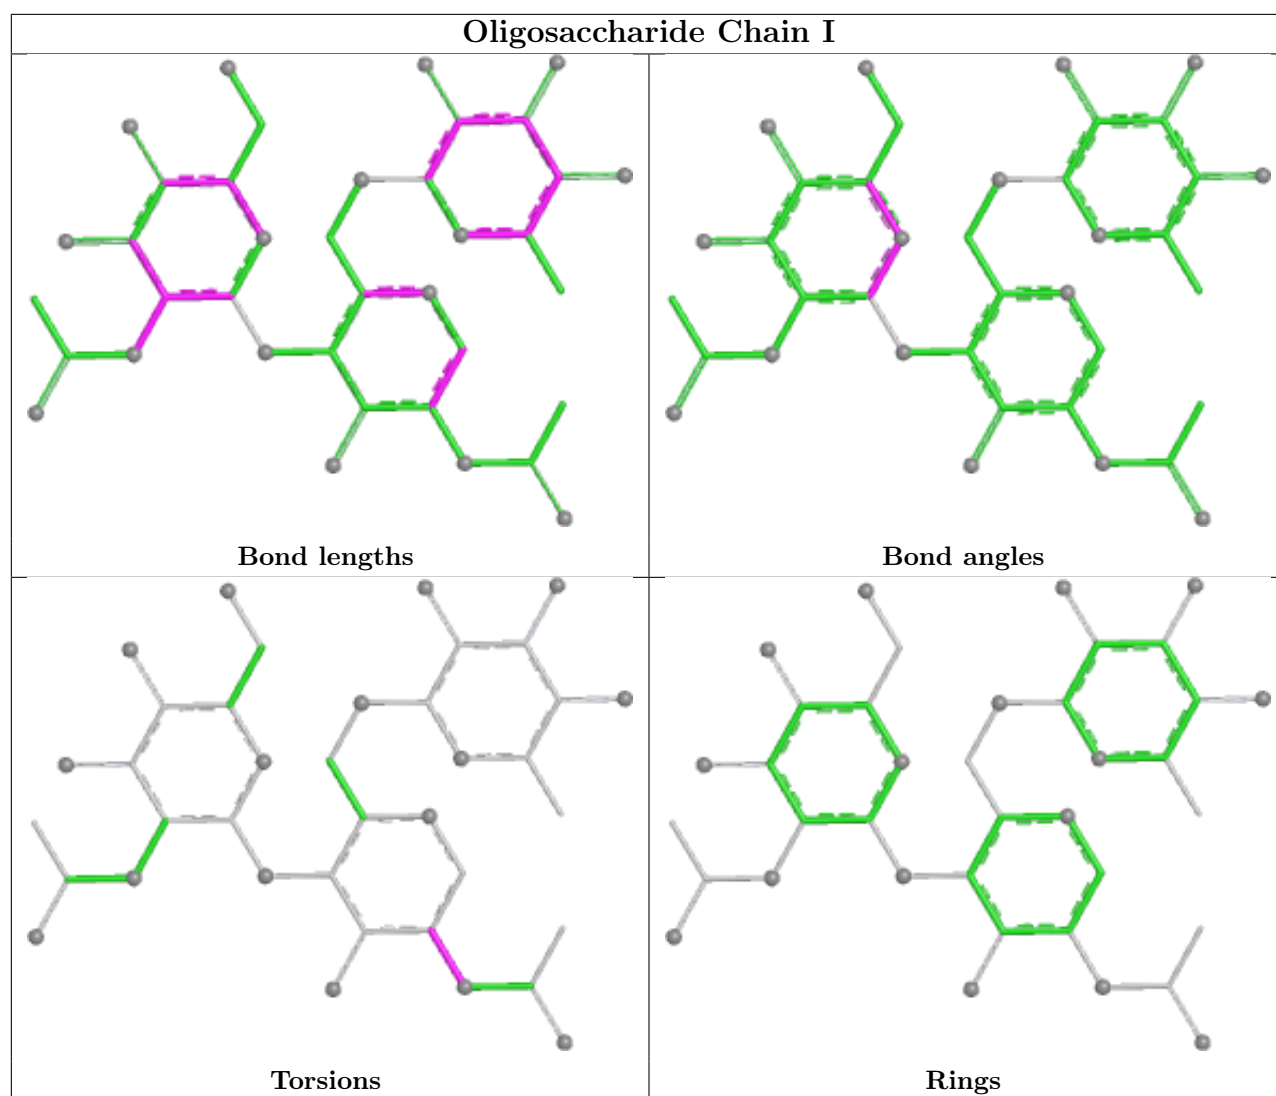 Oligosaccharide Chain I
Bond lengths
Bond angles
Torsions
Rings